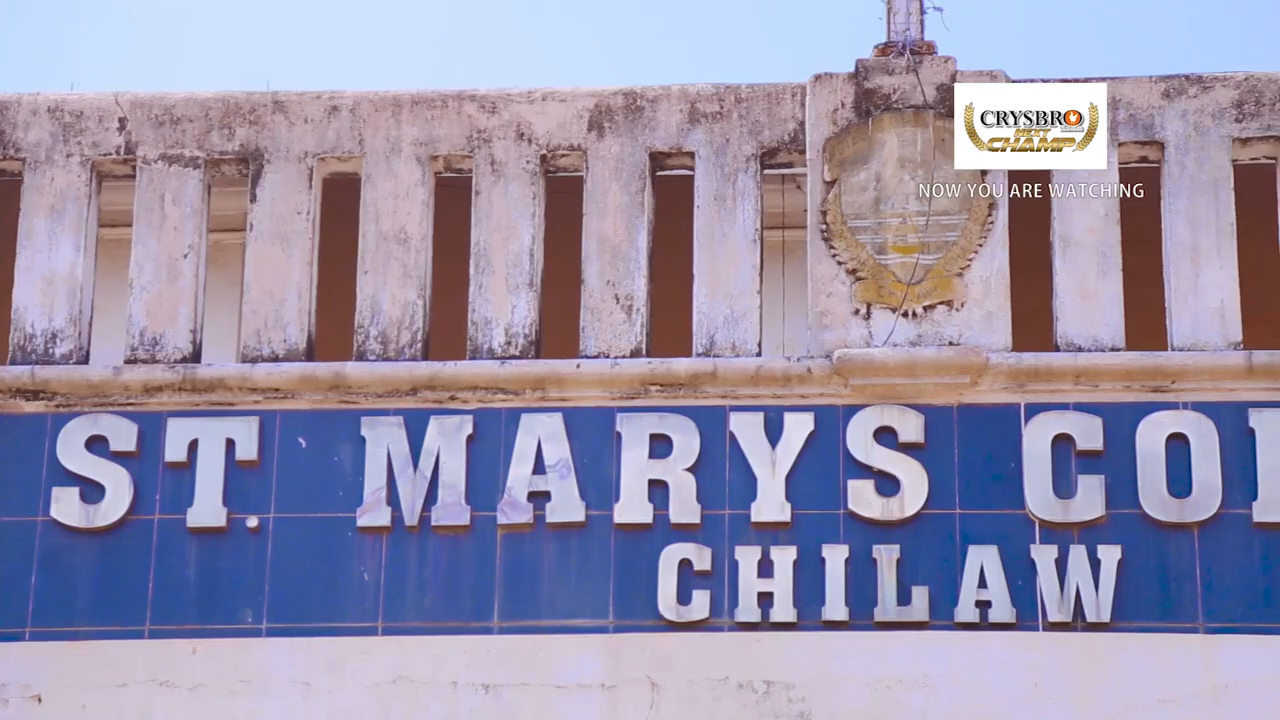 CRYSBRO
NEXT
CHAMP
NOW YOU ARE WATCHING
ST. MARYS CO
CHILAW